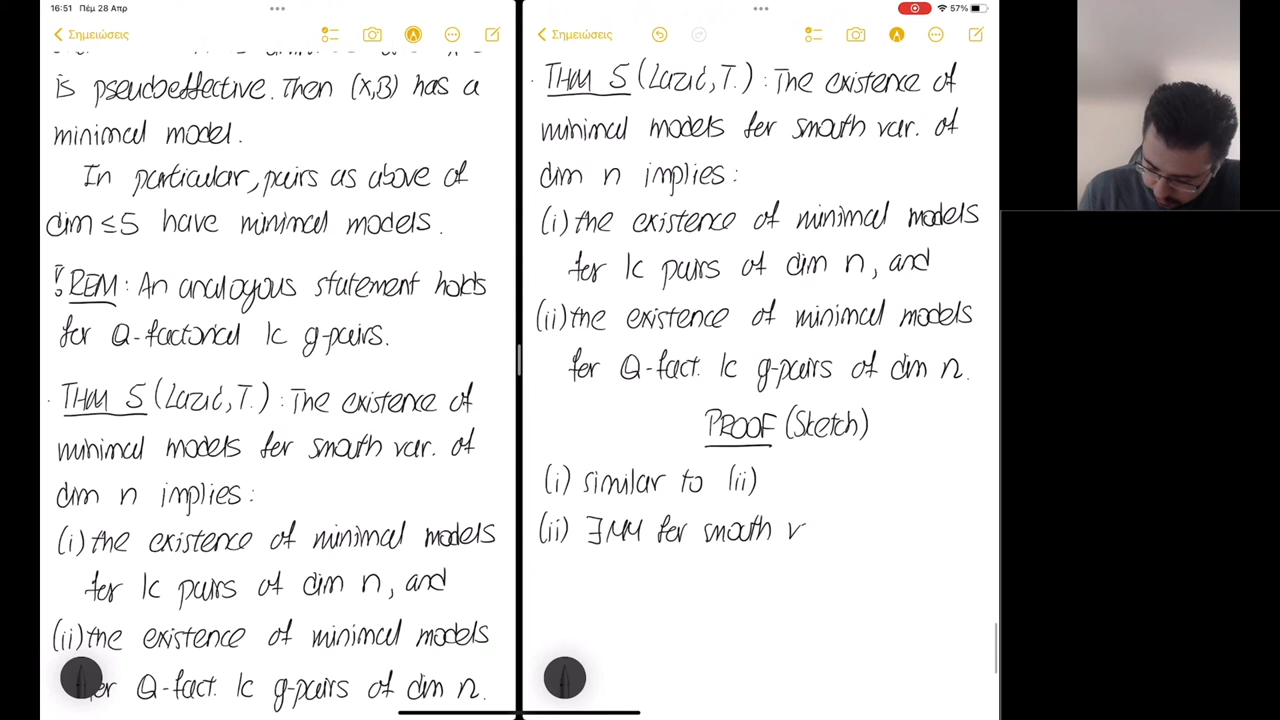 16:51 Πέμ 28 Απρ
57%
Σημειώσεις
is pseudoeffective. Then (X,B) has a
minimal model.
In particular, pairs as above of
dim ≤ 5 have minimal models.
! REM: An analogous statement holds
for Q-factorial lc g-pairs.
THM 5 (Lazić, T.): The existence of
minimal models for smooth var. of
dim n implies:
(i) the existence of minimal models
for lc pairs of dim n, and
(ii) the existence of minimal models
for Q-fact. lc g-pairs of dim n.
Σημειώσεις
THM 5 (Lazić, T.): The existence of
minimal models for smooth var. of
dim n implies:
(i) the existence of minimal models
for lc pairs of dim n, and
(ii) the existence of minimal models
for Q-fact. lc g-pairs of dim n.
PROOF (Sketch)
(i) similar to (ii)
(ii) ∃ MM for smooth v